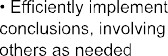 • Efficiently implement
conclusions, involving
others as needed